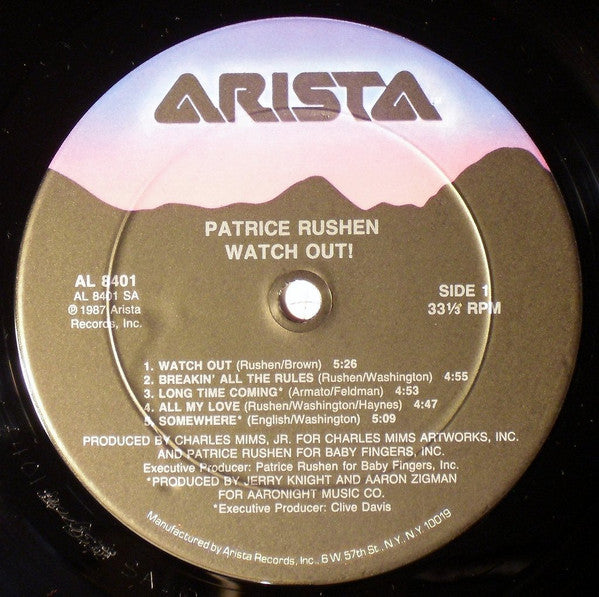 ARISTA
PATRICE RUSHEN
WATCH OUT!
AL 8401
AL 8401 SA
℗ 1987 Arista
Records, Inc.
SIDE 1
33⅓ RPM
1. WATCH OUT (Rushen/Brown) 5:26
2. BREAKIN' ALL THE RULES (Rushen/Washington) 4:55
3. LONG TIME COMING* (Armato/Feldman) 4:53
4. ALL MY LOVE (Rushen/Washington/Haynes) 4:47
5. SOMEWHERE* (English/Washington) 5:09
PRODUCED BY CHARLES MIMS, JR. FOR CHARLES MIMS ARTWORKS, INC.
AND PATRICE RUSHEN FOR BABY FINGERS, INC.
Executive Producer: Patrice Rushen for Baby Fingers, Inc.
*PRODUCED BY JERRY KNIGHT AND AARON ZIGMAN
FOR AARONIGHT MUSIC CO.
*Executive Producer: Clive Davis
Manufactured by Arista Records, Inc., 6 W 57th St., N.Y., N.Y. 10019